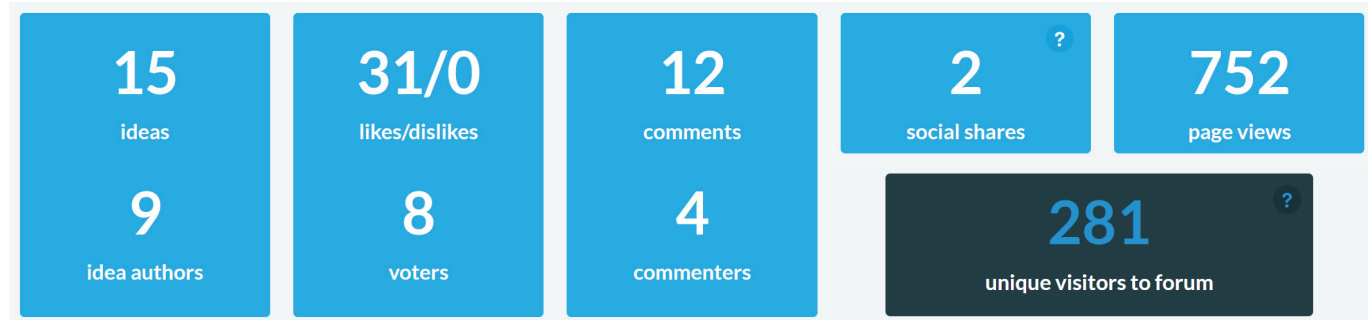 15
ideas
9
idea authors
31/0
likes/dislikes
8
voters
12
comments
4
commenters
?
2
social shares
752
page views
?
281
unique visitors to forum